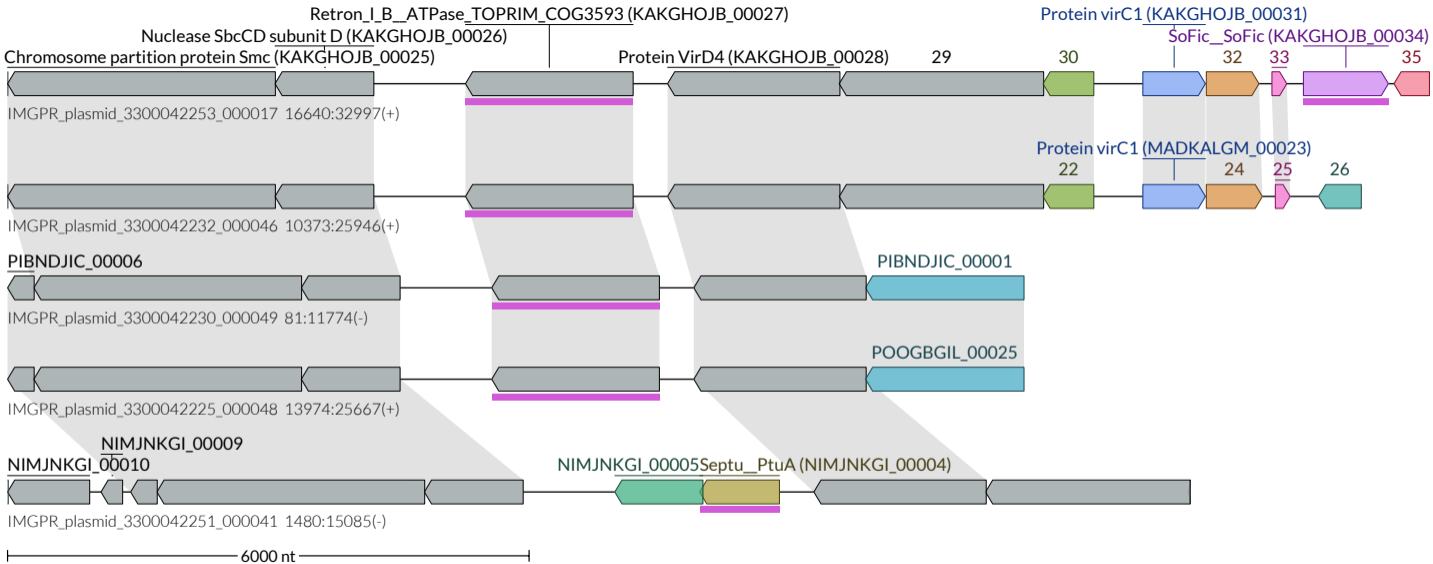 Retron_I_B__ATPase_TOPRIM_COG3593 (KAKGHOJB_00027)
Protein virC1 (KAKGHOJB_00031)
Nuclease SbcCD subunit D (KAKGHOJB_00026)
SoFic__SoFic (KAKGHOJB_00034)
Chromosome partition protein Smc (KAKGHOJB_00025)
Protein VirD4 (KAKGHOJB_00028)
29
30
32
33
35
IMGPR_plasmid_3300042253_000017 16640:32997(+)
Protein virC1 (MADKALGM_00023)
22
24
25
26
IMGPR_plasmid_3300042232_000046 10373:25946(+)
PIBNDJIC_00006
PIBNDJIC_00001
IMGPR_plasmid_3300042230_000049 81:11774(-)
POOGBGIL_00025
IMGPR_plasmid_3300042225_000048 13974:25667(+)
NIMJNKGI_00009
NIMJNKGI_00010
NIMJNKGI_00005
Septu__PtuA (NIMJNKGI_00004)
IMGPR_plasmid_3300042251_000041 1480:15085(-)
6000 nt